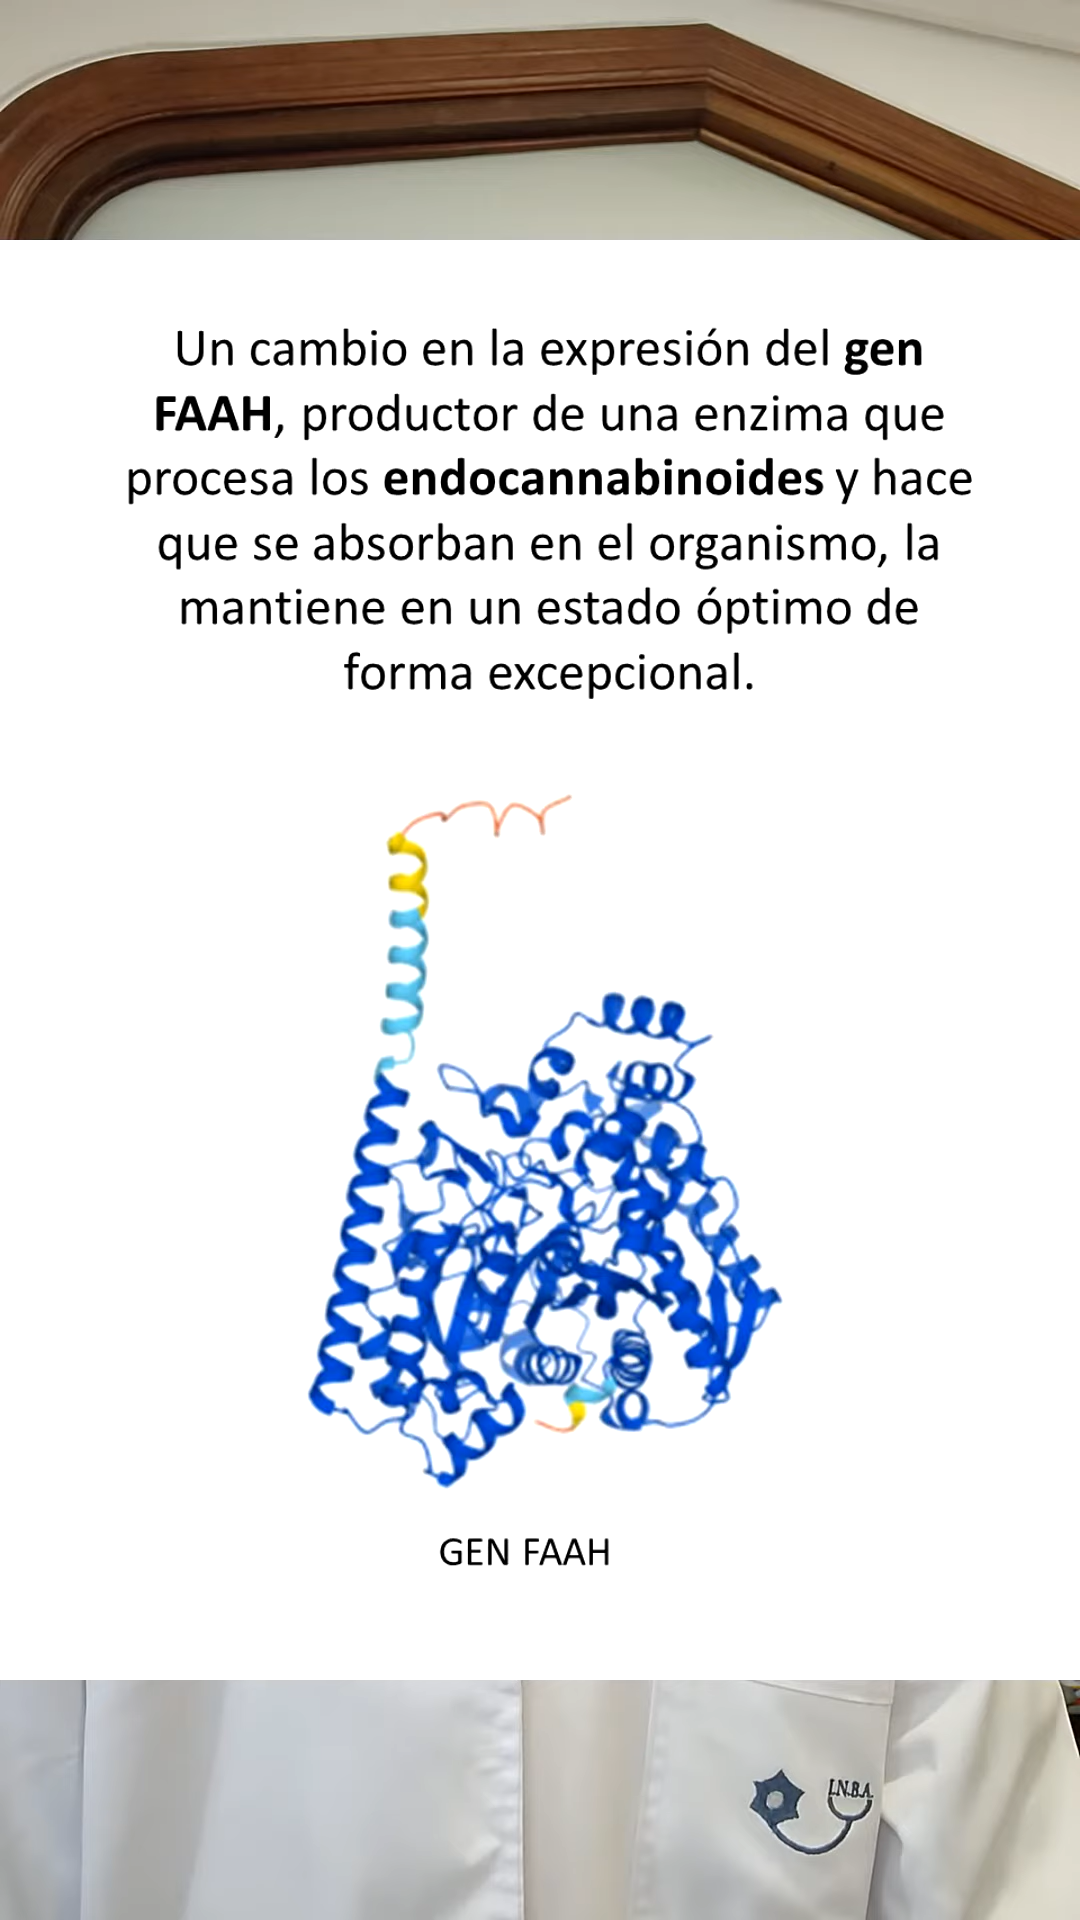 Un cambio en la expresión del gen
FAAH, productor de una enzima que
procesa los endocannabinoides y hace
que se absorban en el organismo, la
mantiene en un estado óptimo de
forma excepcional.
GEN FAAH
I.N.B.A.